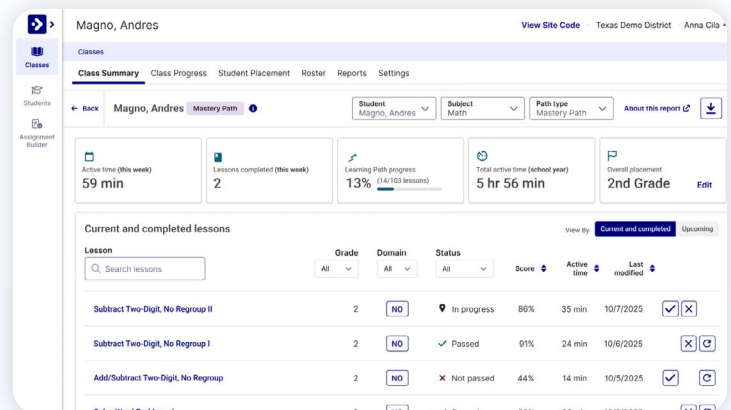 Magno, Andres
View Site Code
Texas Demo District
Anna Cila
Classes
Students
Assignment
Builder
Classes
Class Summary
Class Progress
Student Placement
Roster
Reports
Settings
Back
Magno, Andres
Mastery Path
Student
Magno, Andres
Subject
Math
Path type
Mastery Path
About this report
Active time (this week)
59 min
Lessons completed (this week)
2
Learning Path progress
13% (14/103 lessons)
Total active time (school year)
5 hr 56 min
Overall placement
2nd Grade
Edit
Current and completed lessons
View By
Current and completed
Upcoming
Lesson
Search lessons
Grade
All
Domain
All
Status
All
Score
Active
time
Last
modified
Subtract Two-Digit, No Regroup II 2 NO In progress 86% 35 min 10/7/2025
Subtract Two-Digit, No Regroup I 2 NO Passed 91% 24 min 10/6/2025
Add/Subtract Two-Digit, No Regroup 2 NO Not passed 44% 14 min 10/5/2025